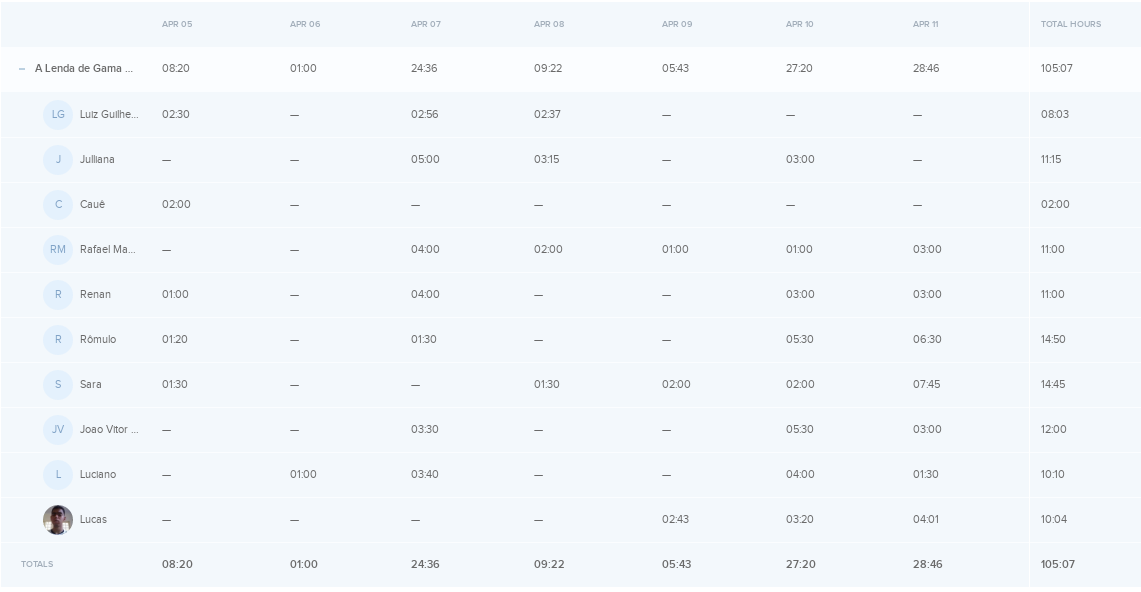 APR 05 APR 06 APR 07 APR 08 APR 09 APR 10 APR 11 TOTAL HOURS
– A Lenda de Gama ... 08:20 01:00 24:36 09:22 05:43 27:20 28:46 105:07
LG Luiz Guilhe... 02:30 — 02:56 02:37 — — — 08:03
J Julliana — — 05:00 03:15 — 03:00 — 11:15
C Cauê 02:00 — — — — — — 02:00
RM Rafael Ma... — — 04:00 02:00 01:00 01:00 03:00 11:00
R Renan 01:00 — 04:00 — — 03:00 03:00 11:00
R Rômulo 01:20 — 01:30 — — 05:30 06:30 14:50
S Sara 01:30 — — 01:30 02:00 02:00 07:45 14:45
JV Joao Vitor ... — — 03:30 — — 05:30 03:00 12:00
L Luciano — 01:00 03:40 — — 04:00 01:30 10:10
Lucas — — — — 02:43 03:20 04:01 10:04
TOTALS 08:20 01:00 24:36 09:22 05:43 27:20 28:46 105:07